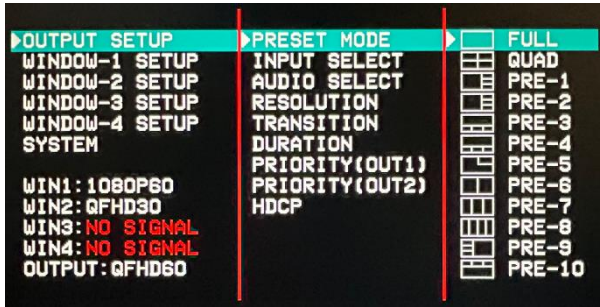 OUTPUT SETUP
WINDOW-1 SETUP
WINDOW-2 SETUP
WINDOW-3 SETUP
WINDOW-4 SETUP
SYSTEM
WIN1:1080P60
WIN2:QFHD30
WIN3:NO SIGNAL
WIN4:NO SIGNAL
OUTPUT:QFHD60
PRESET MODE
INPUT SELECT
AUDIO SELECT
RESOLUTION
TRANSITION
DURATION
PRIORITY(OUT1)
PRIORITY(OUT2)
HDCP
FULL
QUAD
PRE-1
PRE-2
PRE-3
PRE-4
PRE-5
PRE-6
PRE-7
PRE-8
PRE-9
PRE-10